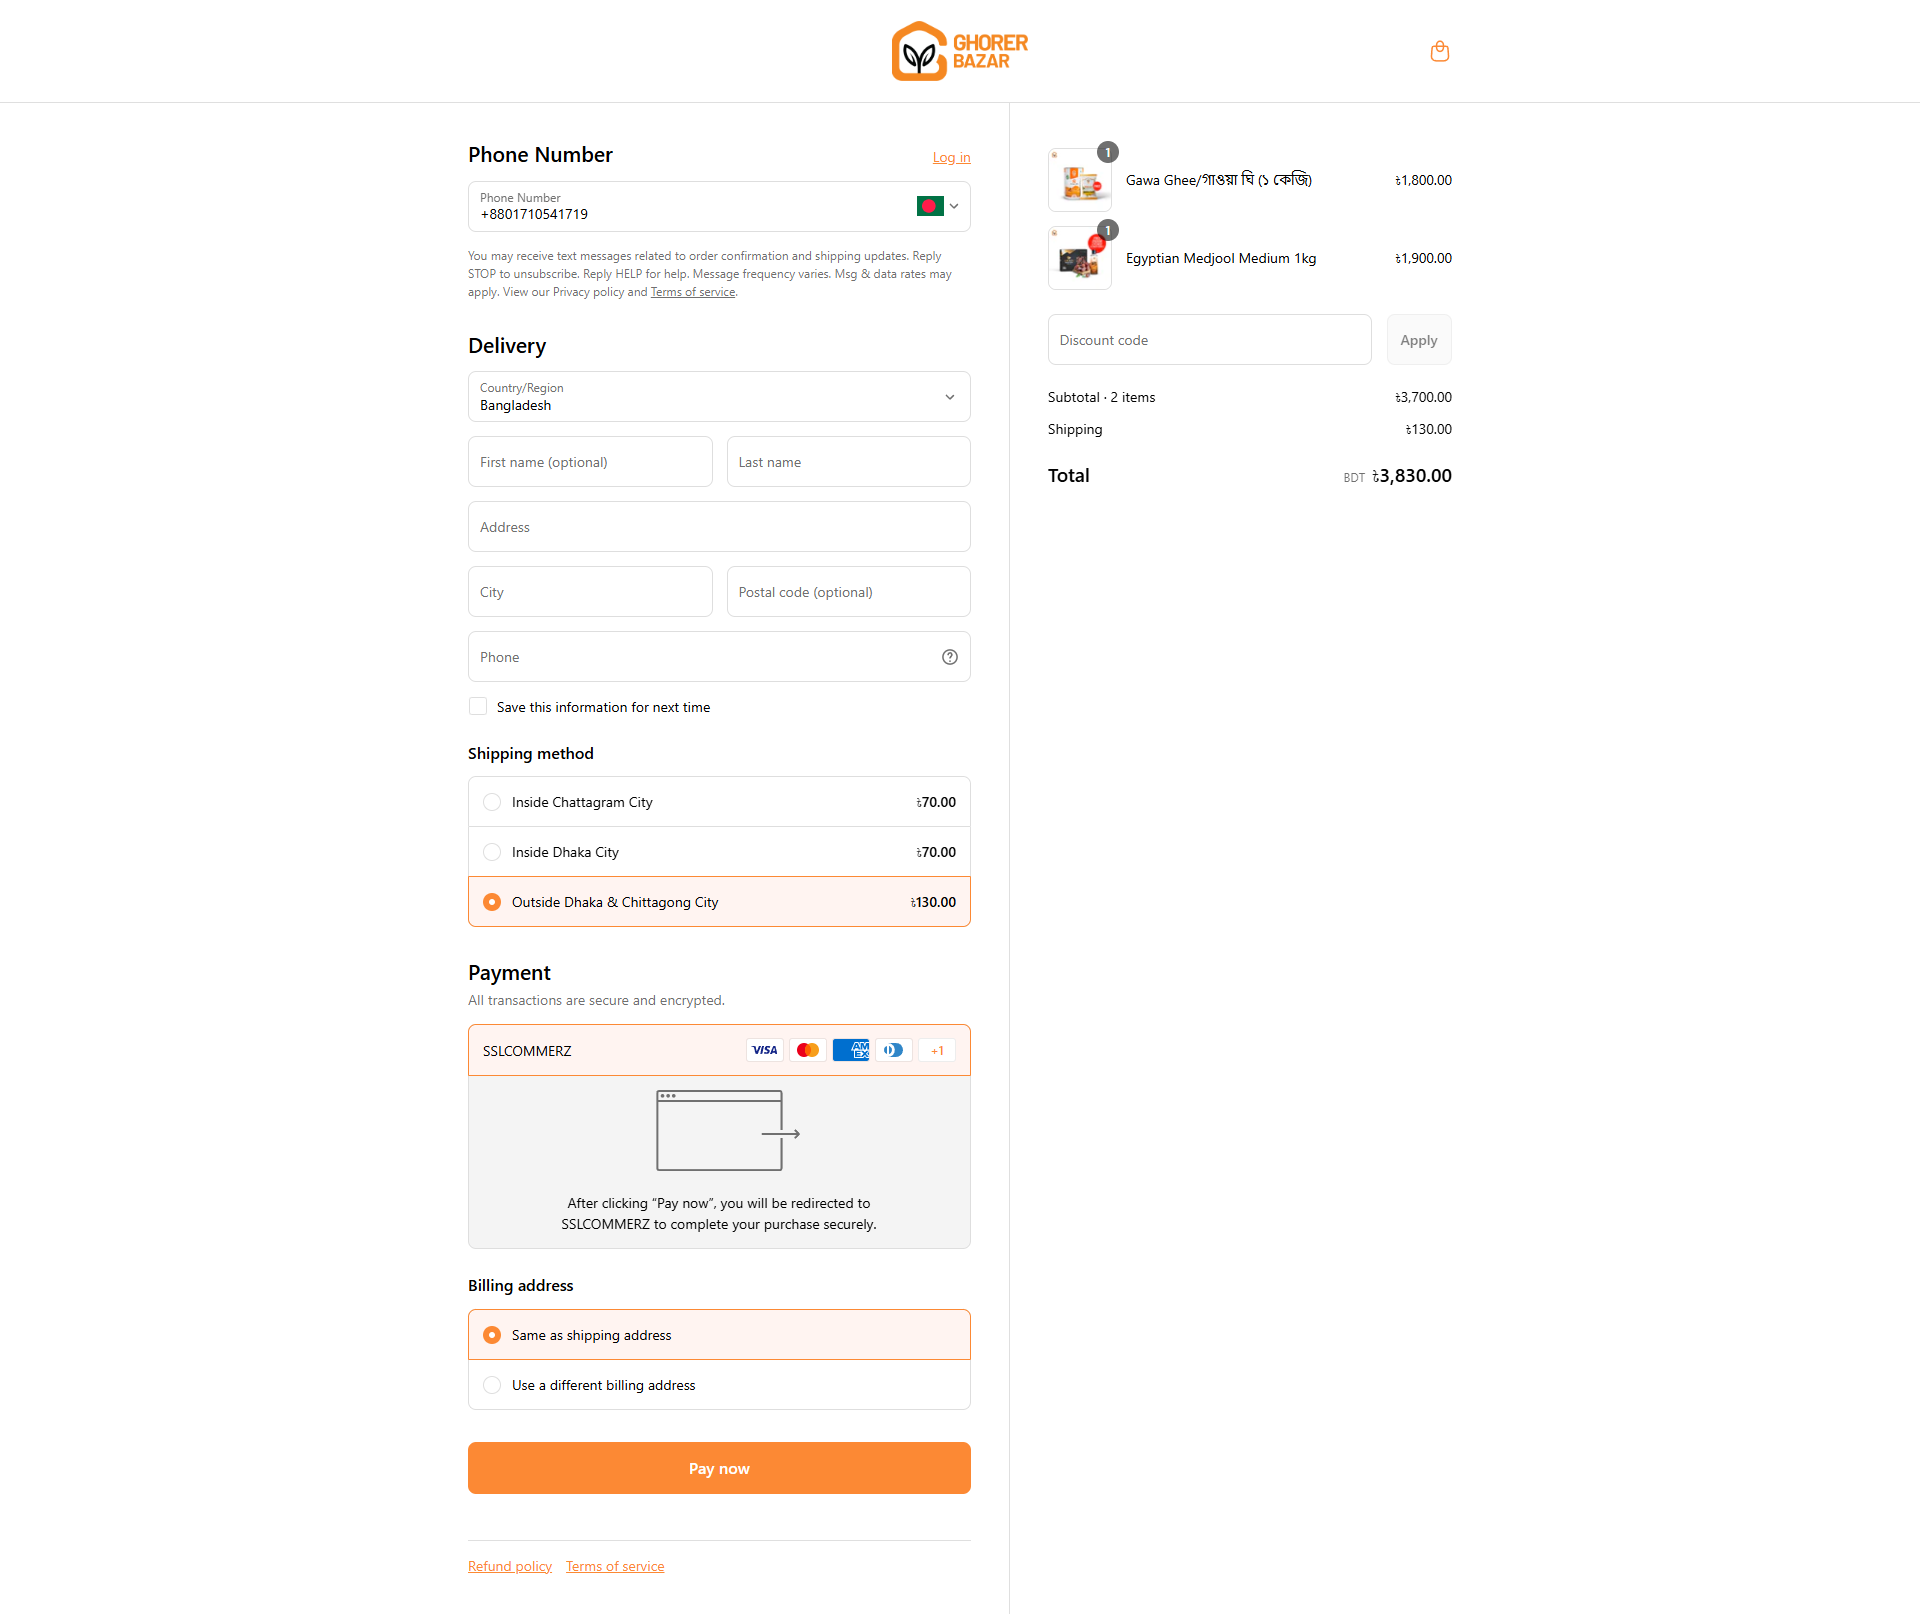 GHORER
BAZAR
Phone Number
Log in
Phone Number
+8801710541719
You may receive text messages related to order confirmation and shipping updates. Reply
STOP to unsubscribe. Reply HELP for help. Message frequency varies. Msg & data rates may
apply. View our Privacy policy and Terms of service.
Delivery
Country/Region
Bangladesh
First name (optional)
Last name
Address
City
Postal code (optional)
Phone
Save this information for next time
Shipping method
Inside Chattagram City ৳70.00
Inside Dhaka City ৳70.00
Outside Dhaka & Chittagong City ৳130.00
Payment
All transactions are secure and encrypted.
SSLCOMMERZ VISA AMEX +1
After clicking “Pay now”, you will be redirected to
SSLCOMMERZ to complete your purchase securely.
Billing address
Same as shipping address
Use a different billing address
Pay now
Refund policy Terms of service
1
Gawa Ghee/গাওয়া ঘি (১ কেজি) ৳1,800.00
1
Egyptian Medjool Medium 1kg ৳1,900.00
Discount code
Apply
Subtotal · 2 items ৳3,700.00
Shipping ৳130.00
Total BDT ৳3,830.00